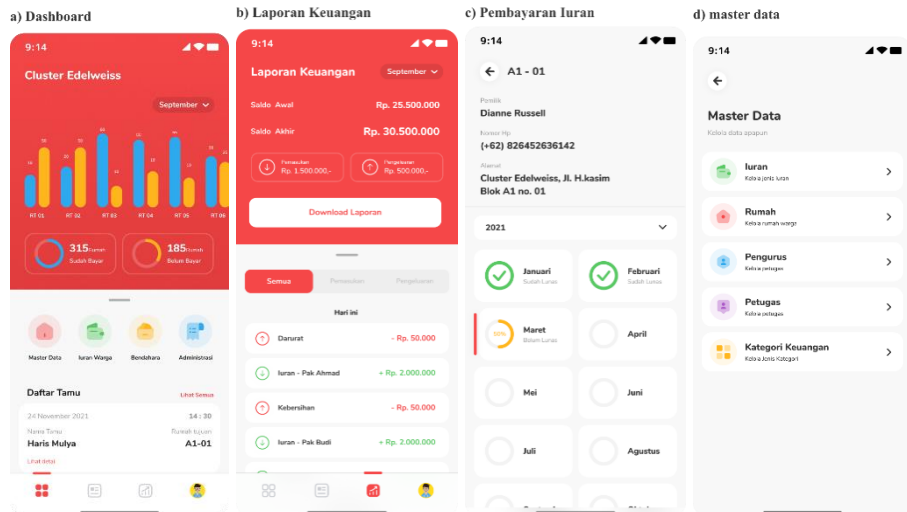 a) Dashboard
9:14
Cluster Edelweiss
September
RT 01 RT 02 RT 03 RT 04 RT 05 RT 06
315 Rumah
Sudah Bayar
185 Rumah
Belum Bayar
Master Data
Iuran Warga
Bendahara
Administrasi
Daftar Tamu
Lihat Semua
24 November 2021
14 : 30
Nama Tamu
Rumah tujuan
Haris Mulya
A1-01
b) Laporan Keuangan
9:14
Laporan Keuangan
September
Saldo Awal
Rp. 25.500.000
Saldo Akhir
Rp. 30.500.000
Pemasukan
Rp. 1.500.000,-
Pengeluaran
Rp. 500.000,-
Download Laporan
Semua
Pemasukan
Pengeluaran
Hari ini
Darurat
- Rp. 50.000
Iuran - Pak Ahmad
+ Rp. 2.000.000
Kebersihan
- Rp. 50.000
Iuran - Pak Budi
+ Rp. 2.000.000
c) Pembayaran Iuran
9:14
A1 - 01
Pemilik
Dianne Russell
Nomor Hp
(+62) 826452636142
Alamat
Cluster Edelweiss, Jl. H.kasim
Blok A1 no. 01
2021
Januari
Sudah Lunas
Februari
Sudah Lunas
50%
Maret
Belum Lunas
April
Mei
Juni
Juli
Agustus
d) master data
9:14
Master Data
Kelola data apapun
Iuran
Kelola jenis iuran
Rumah
Kelola rumah warga
Pengurus
Kelola petugas
Petugas
Kelola petugas
Kategori Keuangan
Kelola Jenis Kategori